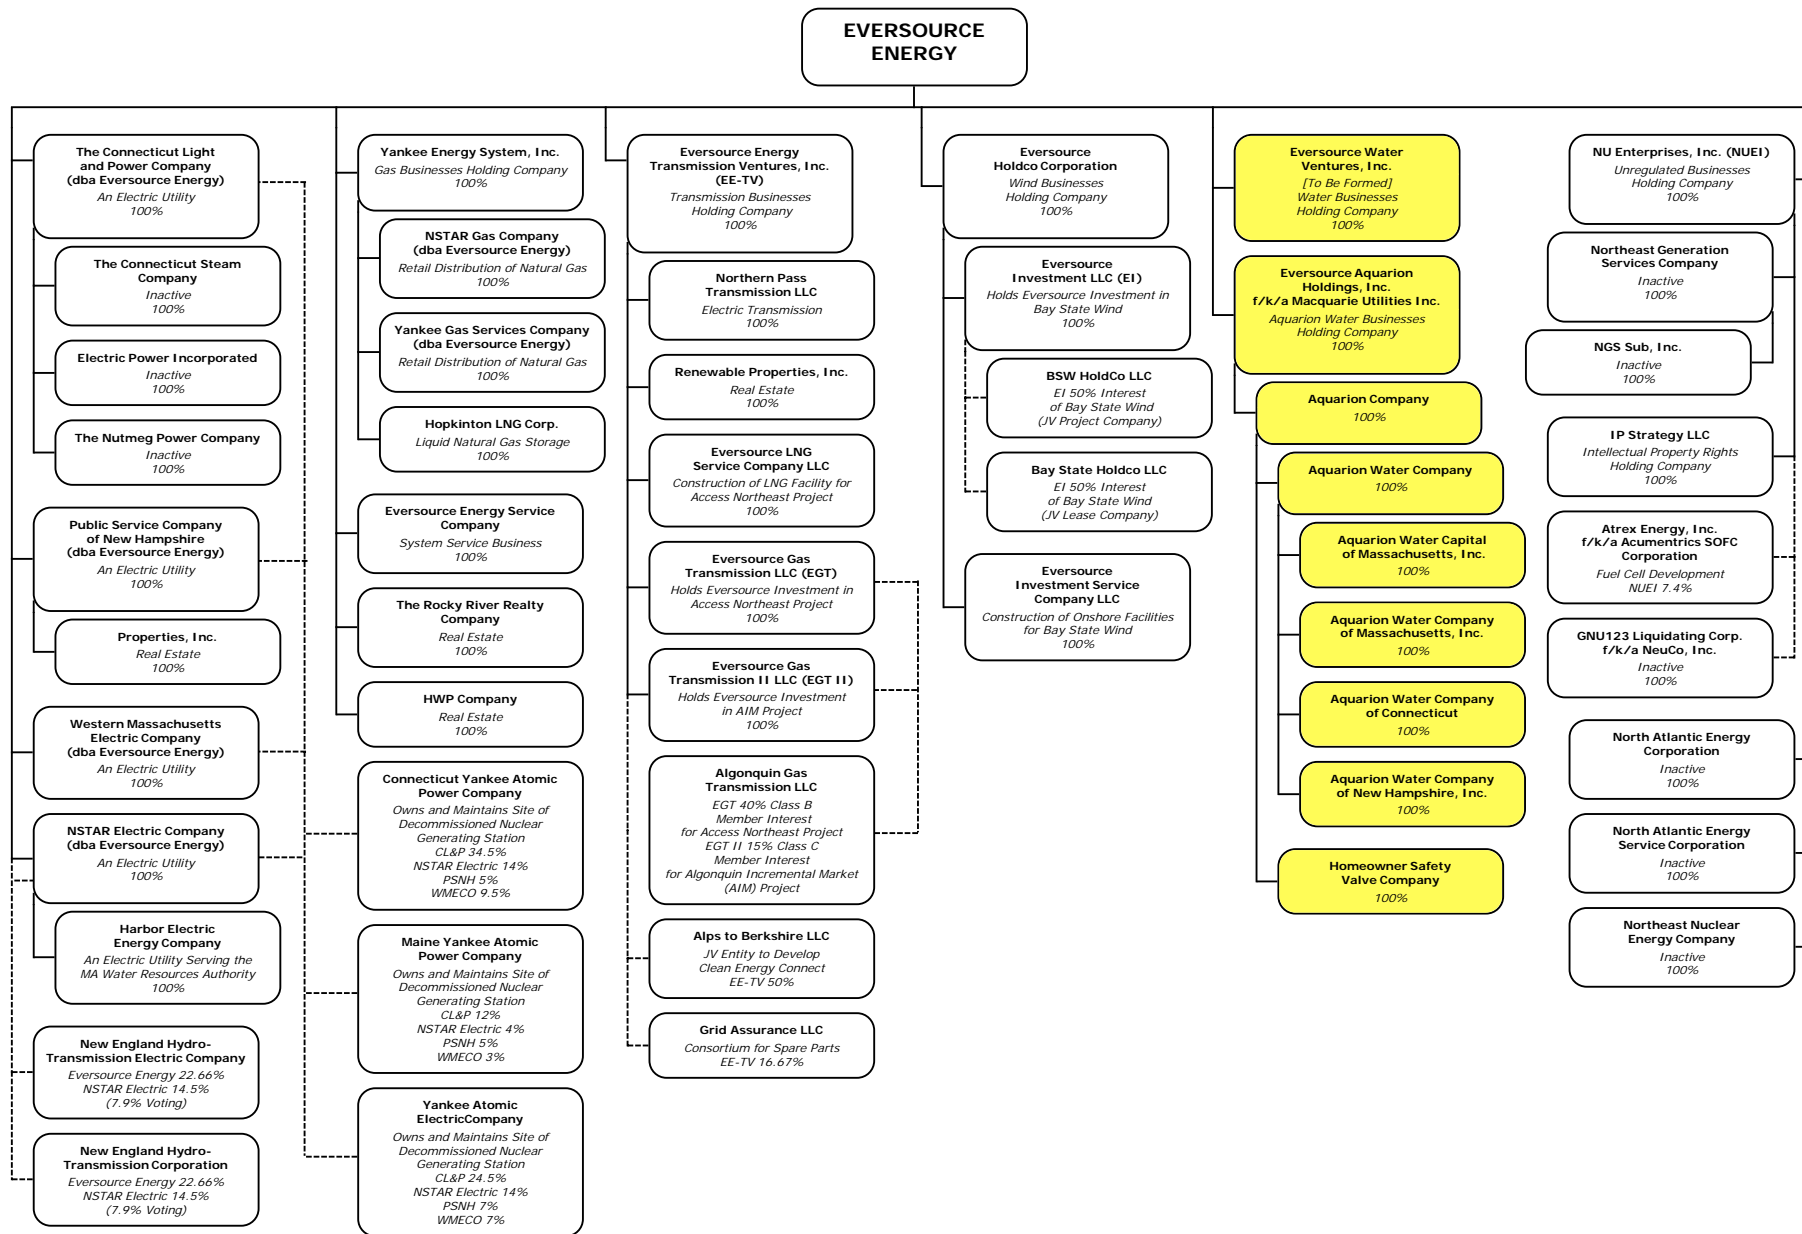 EVERSOURCE
ENERGY
The Connecticut Light
and Power Company
(dba Eversource Energy)
An Electric Utility
100%
The Connecticut Steam
Company
Inactive
100%
Electric Power Incorporated
Inactive
100%
The Nutmeg Power Company
Inactive
100%
Public Service Company
of New Hampshire
(dba Eversource Energy)
An Electric Utility
100%
Properties, Inc.
Real Estate
100%
Western Massachusetts
Electric Company
(dba Eversource Energy)
An Electric Utility
100%
NSTAR Electric Company
(dba Eversource Energy)
An Electric Utility
100%
Harbor Electric
Energy Company
An Electric Utility Serving the
MA Water Resources Authority
100%
New England Hydro-
Transmission Electric Company
Eversource Energy 22.66%
NSTAR Electric 14.5%
(7.9% Voting)
New England Hydro-
Transmission Corporation
Eversource Energy 22.66%
NSTAR Electric 14.5%
(7.9% Voting)
Yankee Energy System, Inc.
Gas Businesses Holding Company
100%
NSTAR Gas Company
(dba Eversource Energy)
Retail Distribution of Natural Gas
100%
Yankee Gas Services Company
(dba Eversource Energy)
Retail Distribution of Natural Gas
100%
Hopkinton LNG Corp.
Liquid Natural Gas Storage
100%
Eversource Energy Service
Company
System Service Business
100%
The Rocky River Realty
Company
Real Estate
100%
HWP Company
Real Estate
100%
Connecticut Yankee Atomic
Power Company
Owns and Maintains Site of
Decommissioned Nuclear
Generating Station
CL&P 34.5%
NSTAR Electric 14%
PSNH 5%
WMECO 9.5%
Maine Yankee Atomic
Power Company
Owns and Maintains Site of
Decommissioned Nuclear
Generating Station
CL&P 12%
NSTAR Electric 4%
PSNH 5%
WMECO 3%
Yankee Atomic
ElectricCompany
Owns and Maintains Site of
Decommissioned Nuclear
Generating Station
CL&P 24.5%
NSTAR Electric 14%
PSNH 7%
WMECO 7%
Eversource Energy
Transmission Ventures, Inc.
(EE-TV)
Transmission Businesses
Holding Company
100%
Northern Pass
Transmission LLC
Electric Transmission
100%
Renewable Properties, Inc.
Real Estate
100%
Eversource LNG
Service Company LLC
Construction of LNG Facility for
Access Northeast Project
100%
Eversource Gas
Transmission LLC (EGT)
Holds Eversource Investment in
Access Northeast Project
100%
Eversource Gas
Transmission II LLC (EGT II)
Holds Eversource Investment
in AIM Project
100%
Algonquin Gas
Transmission LLC
EGT 40% Class B
Member Interest
for Access Northeast Project
EGT II 15% Class C
Member Interest
for Algonquin Incremental Market
(AIM) Project
Alps to Berkshire LLC
JV Entity to Develop
Clean Energy Connect
EE-TV 50%
Grid Assurance LLC
Consortium for Spare Parts
EE-TV 16.67%
Eversource
Holdco Corporation
Wind Businesses
Holding Company
100%
Eversource
Investment LLC (EI)
Holds Eversource Investment in
Bay State Wind
100%
BSW HoldCo LLC
EI 50% Interest
of Bay State Wind
(JV Project Company)
Bay State Holdco LLC
EI 50% Interest
of Bay State Wind
(JV Lease Company)
Eversource
Investment Service
Company LLC
Construction of Onshore Facilities
for Bay State Wind
100%
Eversource Water
Ventures, Inc.
[To Be Formed]
Water Businesses
Holding Company
100%
Eversource Aquarion
Holdings, Inc.
f/k/a Macquarie Utilities Inc.
Aquarion Water Businesses
Holding Company
100%
Aquarion Company
100%
Aquarion Water Company
100%
Aquarion Water Capital
of Massachusetts, Inc.
100%
Aquarion Water Company
of Massachusetts, Inc.
100%
Aquarion Water Company
of Connecticut
100%
Aquarion Water Company
of New Hampshire, Inc.
100%
Homeowner Safety
Valve Company
100%
NU Enterprises, Inc. (NUEI)
Unregulated Businesses
Holding Company
100%
Northeast Generation
Services Company
Inactive
100%
NGS Sub, Inc.
Inactive
100%
IP Strategy LLC
Intellectual Property Rights
Holding Company
100%
Atrex Energy, Inc.
f/k/a Acumentrics SOFC
Corporation
Fuel Cell Development
NUEI 7.4%
GNU123 Liquidating Corp.
f/k/a NeuCo, Inc.
Inactive
100%
North Atlantic Energy
Corporation
Inactive
100%
North Atlantic Energy
Service Corporation
Inactive
100%
Northeast Nuclear
Energy Company
Inactive
100%